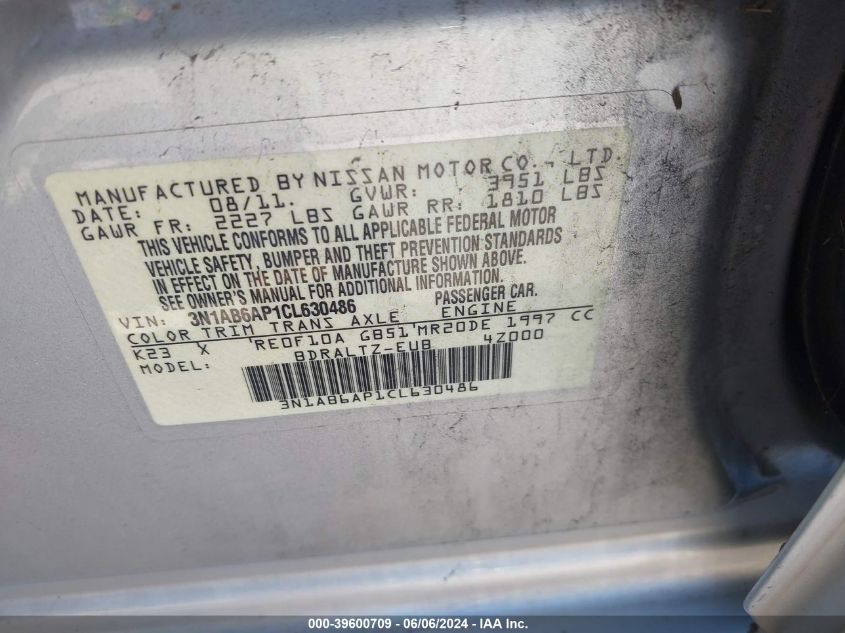 MANUFACTURED BY NISSAN MOTOR CO., LTD.
DATE: 08/11. GVWR: 3951 LBS
GAWR FR: 2227 LBS GAWR RR: 1810 LBS
THIS VEHICLE CONFORMS TO ALL APPLICABLE FEDERAL MOTOR
VEHICLE SAFETY, BUMPER AND THEFT PREVENTION STANDARDS
IN EFFECT ON THE DATE OF MANUFACTURE SHOWN ABOVE.
SEE OWNER'S MANUAL FOR ADDITIONAL INFORMATION.
VIN: 3N1AB6AP1CL630486 PASSENGER CAR.
COLOR TRIM TRANS AXLE ENGINE
K23 X 'RE0F10A GB51'MR20DE 1997 CC
MODEL: BDRALTZ-EUB 4Z000
3N1AB6AP1CL630486
000-39600709 - 06/06/2024 - IAA Inc.